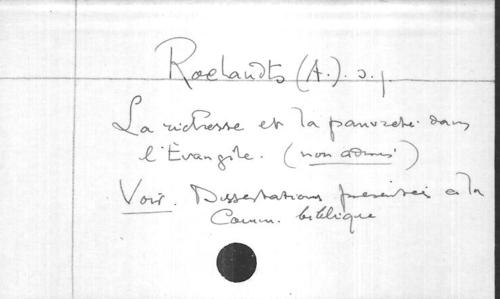 Roelandts (A.). s.j.
La richesse et la pauvreté dans
l'Évangile. (non admis)
Voir. Dissertations présentées à la
Comm. biblique